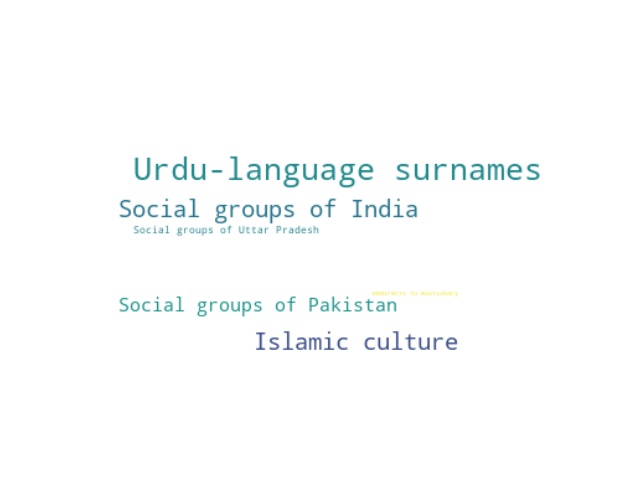 Urdu-language surnames
Social groups of India
Social groups of Uttar Pradesh
Social groups of Pakistan
Islamic culture